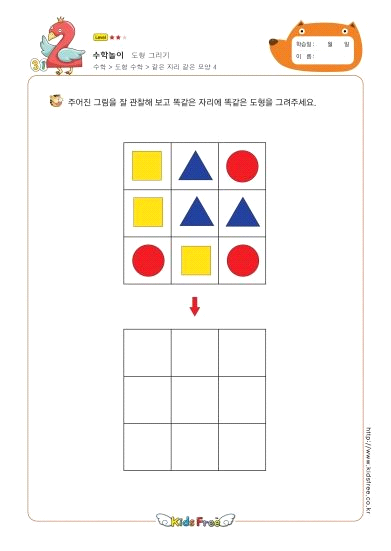 Level
수학놀이 도형 그리기
수학 > 도형 수학 > 같은 자리 같은 모양 4
학습일 : 월 일
이 름 :
주어진 그림을 잘 관찰해 보고 똑같은 자리에 똑같은 도형을 그려주세요.
http://www.kidsfree.co.kr
Kids Free